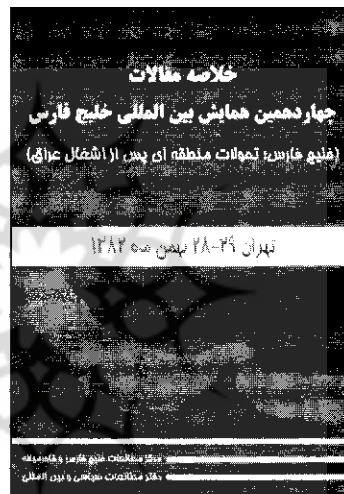 خلاصه مقالات
چهاردهمین همایش بین المللی خلیج فارس
(خلیج فارس؛ تحولات منطقه ای پس از اشغال عراق)
تهران ۲۹-۲۸ بهمن ماه ۱۳۸۲
مرکز مطالعات خلیج فارس و خاورمیانه
دفتر مطالعات سیاسی و بین المللی